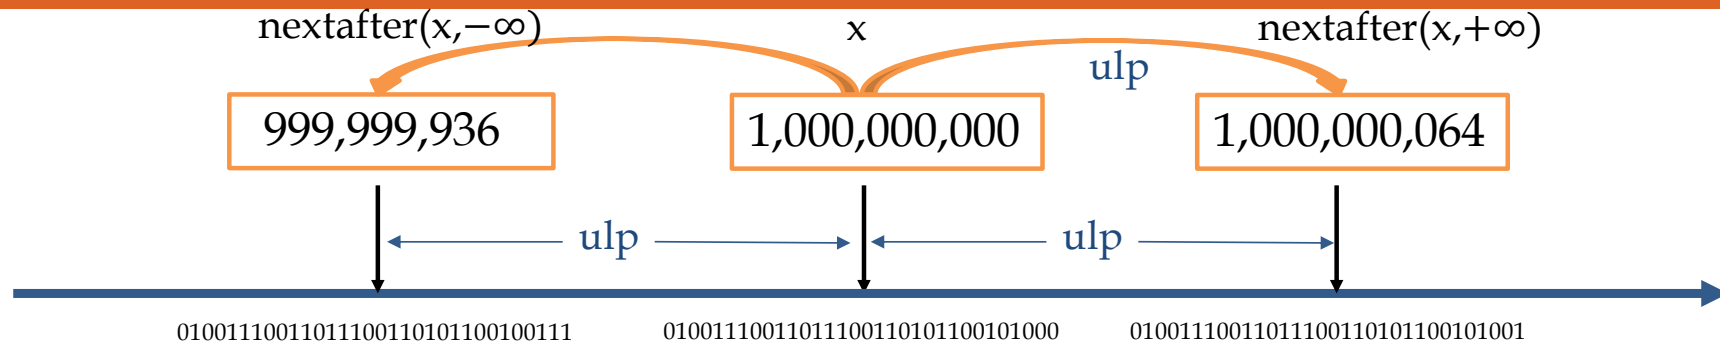 nextafter(x,−∞) x nextafter(x,+∞)
ulp
999,999,936 1,000,000,000 1,000,000,064
ulp ulp
01001110011011100110101100100111 01001110011011100110101100101000 01001110011011100110101100101001